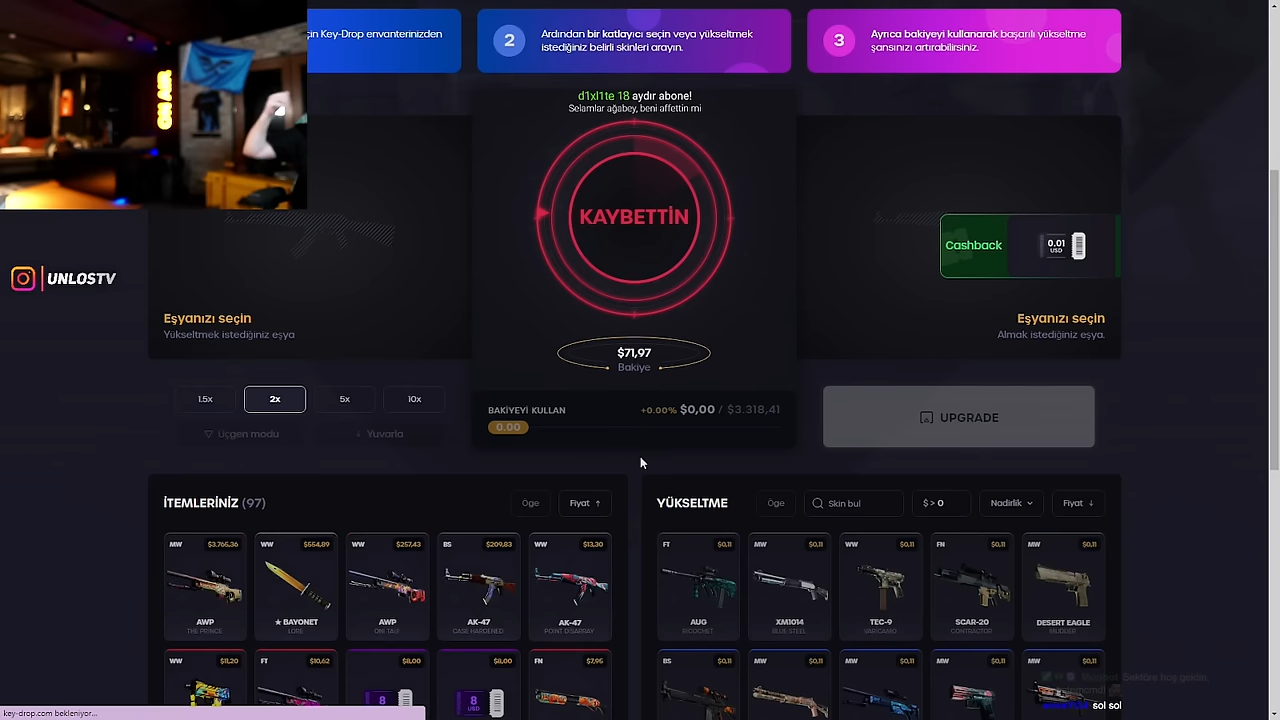 çin Key-Drop envanterinizden
2
Ardından bir katlayıcı seçin veya yükseltmek
istediğiniz belirli skinleri arayın.
3
Ayrıca bakiyeyi kullanarak başarılı yükseltme
şansınızı artırabilirsiniz.
d1xl1te 18 aydır abone!
Selamlar ağabey, beni affettin mi
KAYBETTİN
Cashback
0.01
USD
UNLOSTV
Eşyanızı seçin
Yükseltmek istediğiniz eşya
Eşyanızı seçin
Almak istediğiniz eşya.
$71,97
Bakiye
1.5x
2x
5x
10x
Üçgen modu
Yuvarla
BAKİYEYİ KULLAN
+0.00% $0,00 / $3.318,41
0.00
UPGRADE
İTEMLERİNİZ (97)
Öge
Fiyat ↑
YÜKSELTME
Öge
Skin bul
$ > 0
Nadirlik
Fiyat ↓
MW $3.765,36
AWP
THE PRINCE
WW $554,89
★ BAYONET
LORE
WW $257,43
AWP
ONI TAIJI
BS $209,83
AK-47
CASE HARDENED
WW $13,30
AK-47
POINT DISARRAY
FT $0,11
AUG
RICOCHET
MW $0,11
XM1014
BLUE STEEL
WW $0,11
TEC-9
VARICAMO
FN $0,11
SCAR-20
CONTRACTOR
MW $0,11
DESERT EAGLE
MUDDER
WW $11,20
FT $10,62
$8,00
8
USD
$8,00
8
USD
FN $7,95
BS $0,11
MW $0,11
MW $0,11
MW $0,11
MW $0,11
Sektöre hoş geldin,
sol sol
key-drop.com bekleniyor...